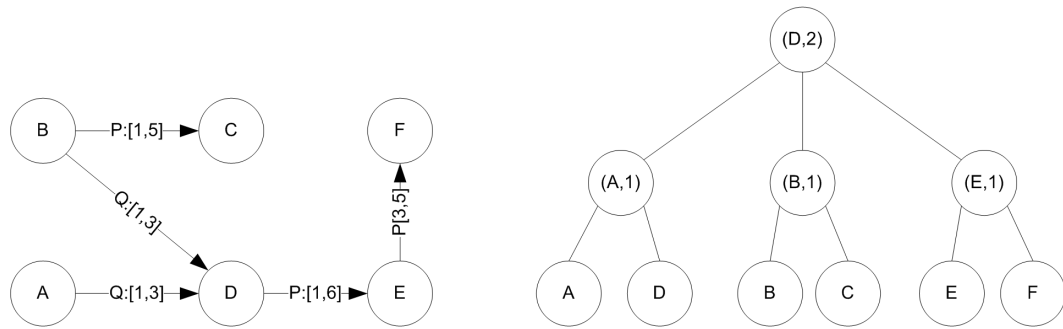 (D,2)
B
P:[1,5]
C
F
(A,1)
(B,1)
(E,1)
Q:[1,3]
P[3,5]
A
Q:[1,3]
D
P:[1,6]
E
A
D
B
C
E
F